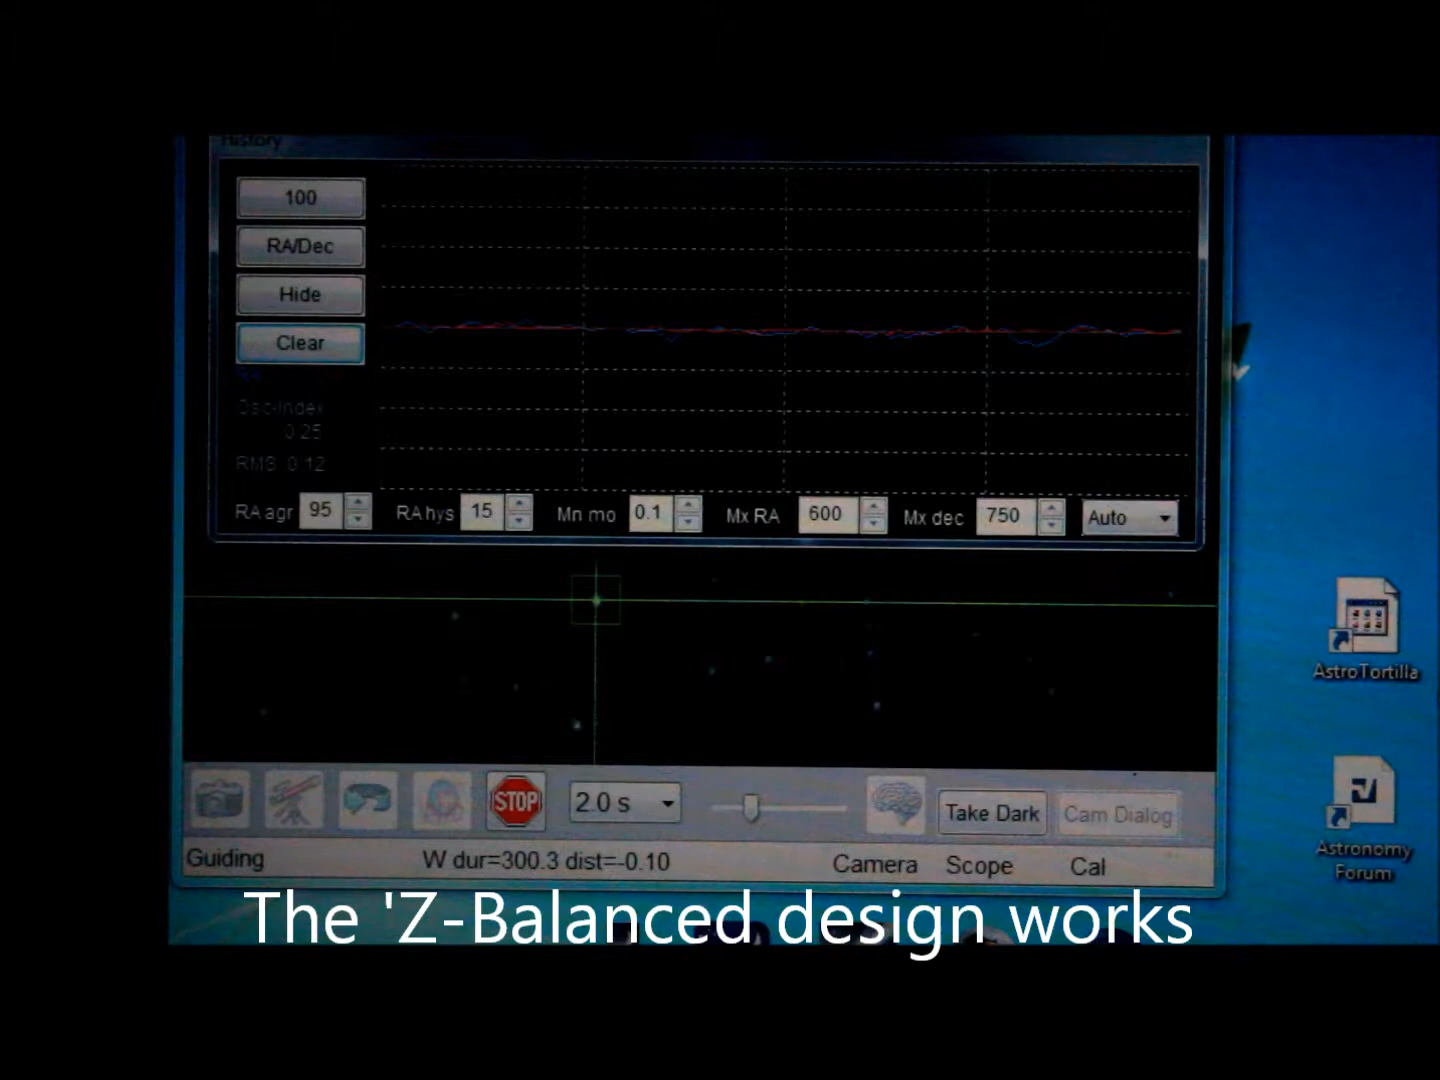 History
100
RA/Dec
Hide
Clear
RA
Osc-Index
0.25
RMS 0.12
RA agr 95 RA hys 15 Mn mo 0.1 Mx RA 600 Mx dec 750 Auto
AstroTortilla
STOP 2.0 s Take Dark Cam Dialog
Guiding W dur=300.3 dist=-0.10 Camera Scope Cal
Astronomy
Forum
The 'Z-Balanced design works